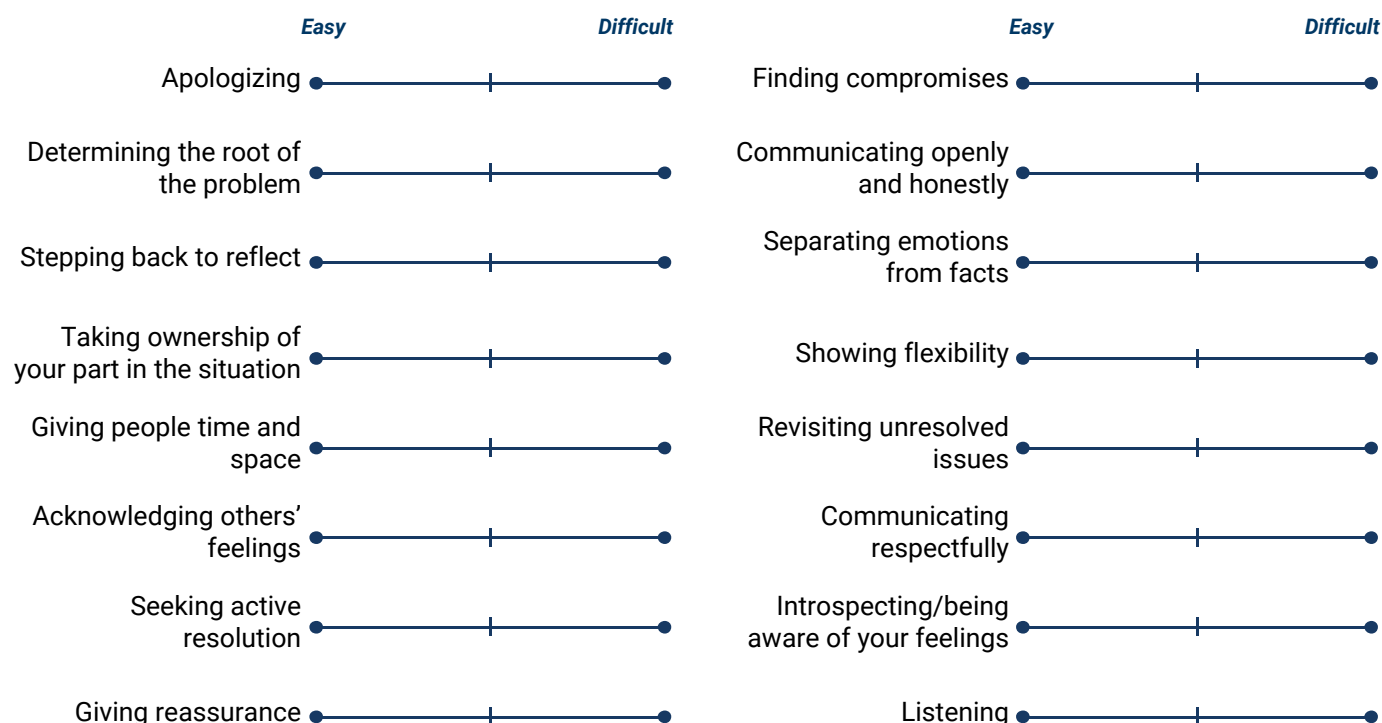 Easy
Difficult
Apologizing
Determining the root of
the problem
Stepping back to reflect
Taking ownership of
your part in the situation
Giving people time and
space
Acknowledging others’
feelings
Seeking active
resolution
Giving reassurance
Easy
Difficult
Finding compromises
Communicating openly
and honestly
Separating emotions
from facts
Showing flexibility
Revisiting unresolved
issues
Communicating
respectfully
Introspecting/being
aware of your feelings
Listening